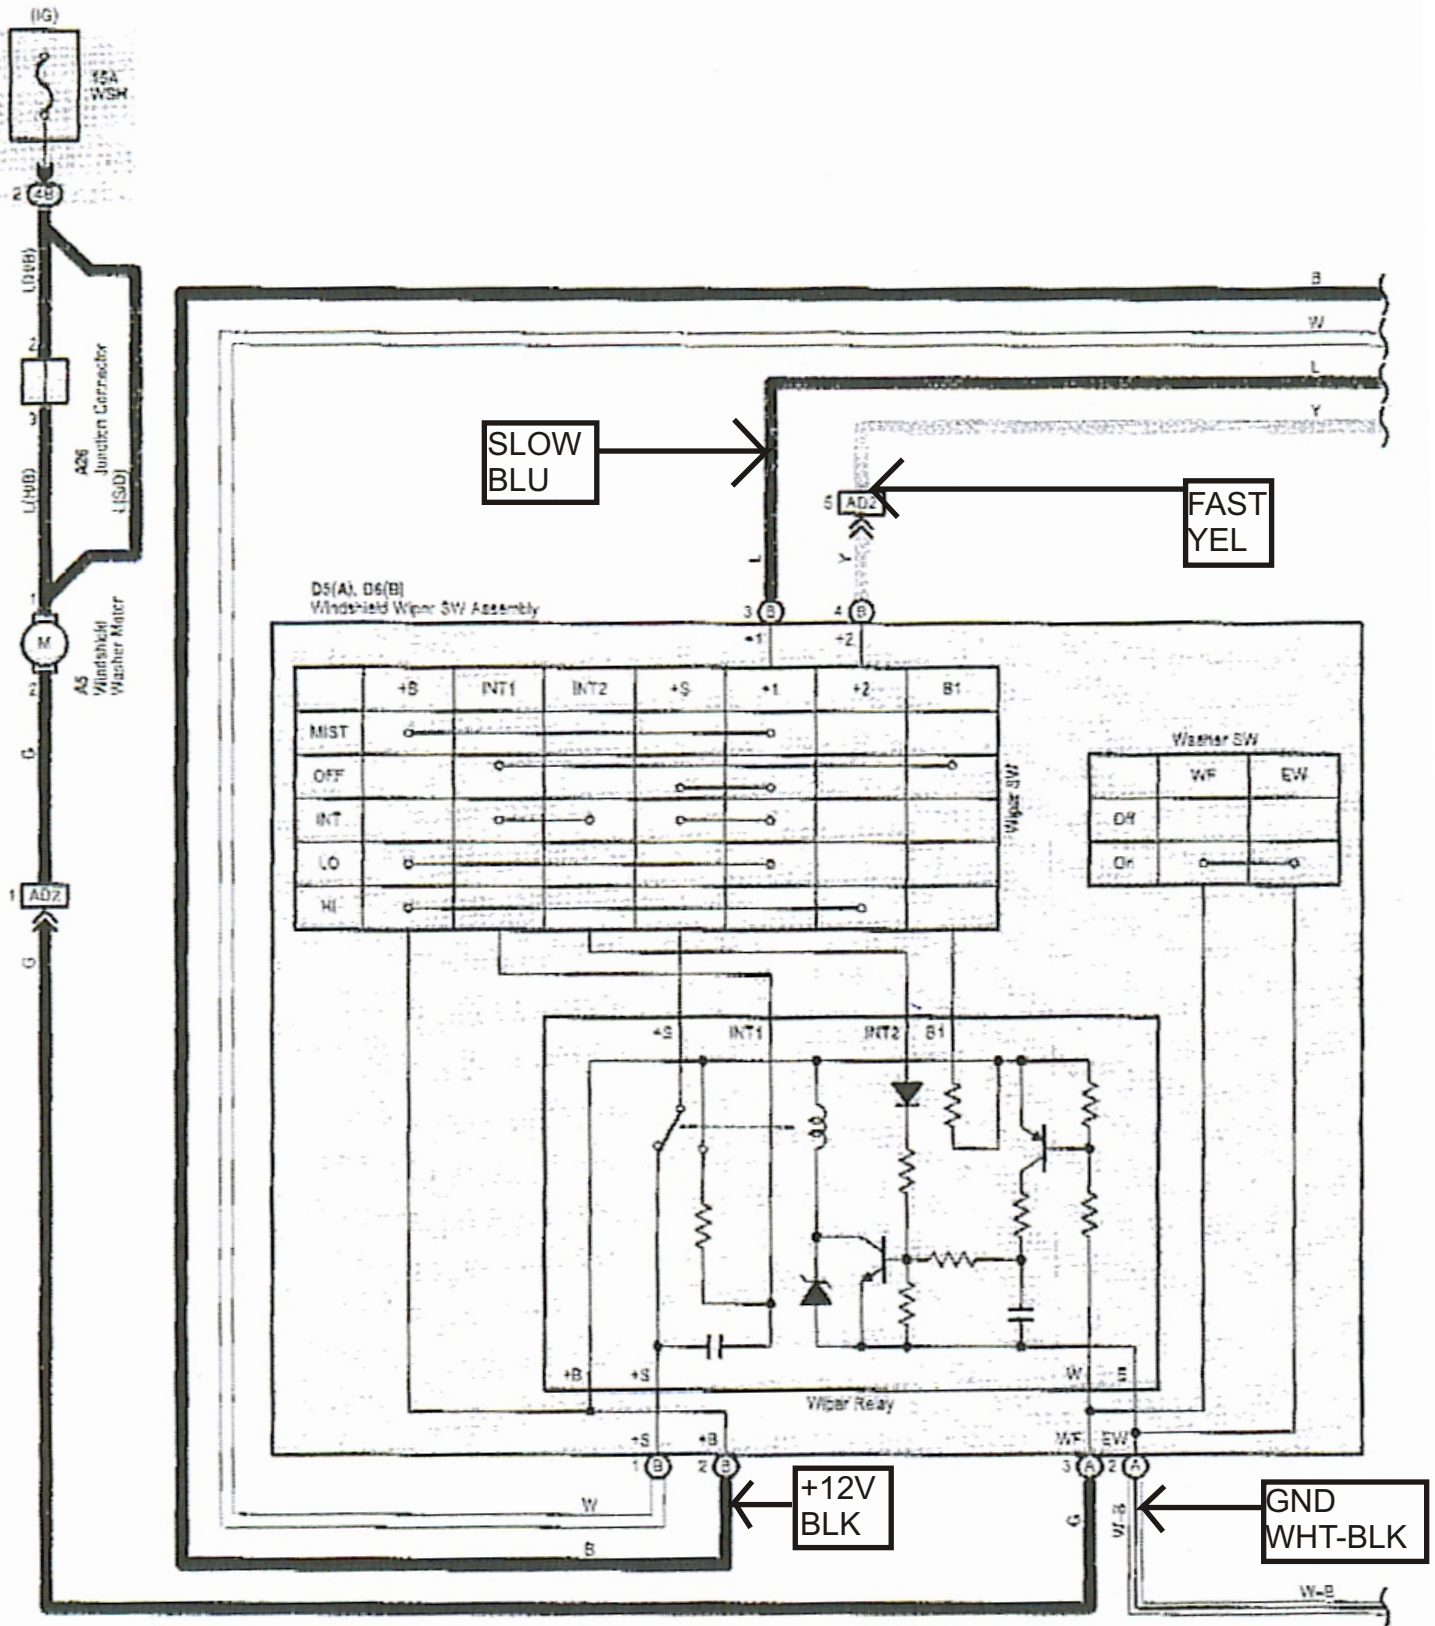 (IG)
15A
WSH
2 4B
L(H/B)
2
3
A26
Junction Connector
L(H/B)
L(S/D)
1
M
2
A5
Windshield
Washer Motor
G
1 AD2
G
B
W
L
Y
SLOW
BLU
FAST
YEL
5 AD2
L
Y
D5(A), D6(B)
Windshield Wiper SW Assembly
3 B
4 B
+1
+2
+B INT1 INT2 +S +1 +2 B1
MIST
OFF
INT
LO
HI
Wiper SW
Washer SW
WF EW
Off
On
+S INT1 INT2 B1
+B +S W E
Wiper Relay
+S +B WF EW
1 B 2 B 3 A 2 A
+12V
BLK
GND
WHT-BLK
W
B
G
W-B
W-B